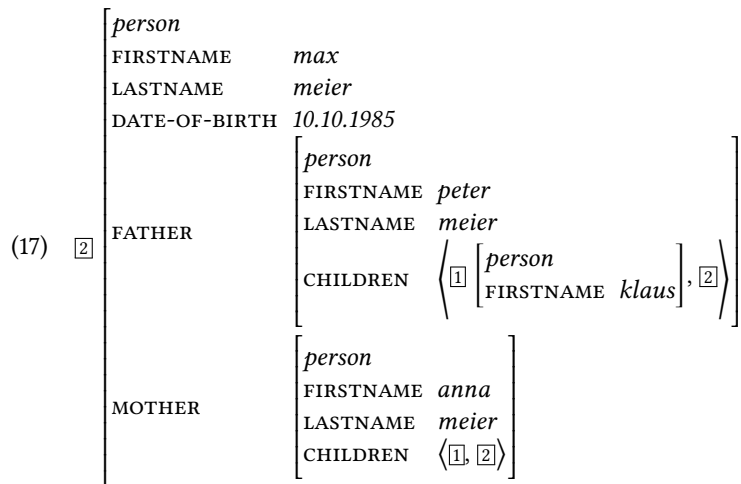 person
FIRSTNAME max
LASTNAME meier
DATE-OF-BIRTH 10.10.1985
person
FIRSTNAME peter
LASTNAME meier
(17) 2 FATHER
CHILDREN ⟨ 1 [person
FIRSTNAME klaus], 2 ⟩
person
FIRSTNAME anna
MOTHER
LASTNAME meier
CHILDREN ⟨1, 2⟩